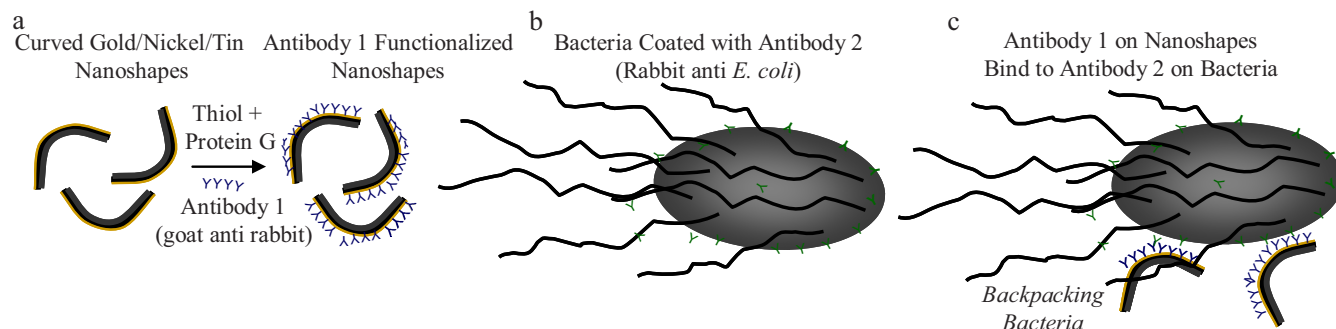 a
Curved Gold/Nickel/Tin
Nanoshapes
Antibody 1 Functionalized
Nanoshapes
Thiol +
Protein G
Antibody 1
(goat anti rabbit)
b
Bacteria Coated with Antibody 2
(Rabbit anti E. coli)
c
Antibody 1 on Nanoshapes
Bind to Antibody 2 on Bacteria
Backpacking
Bacteria